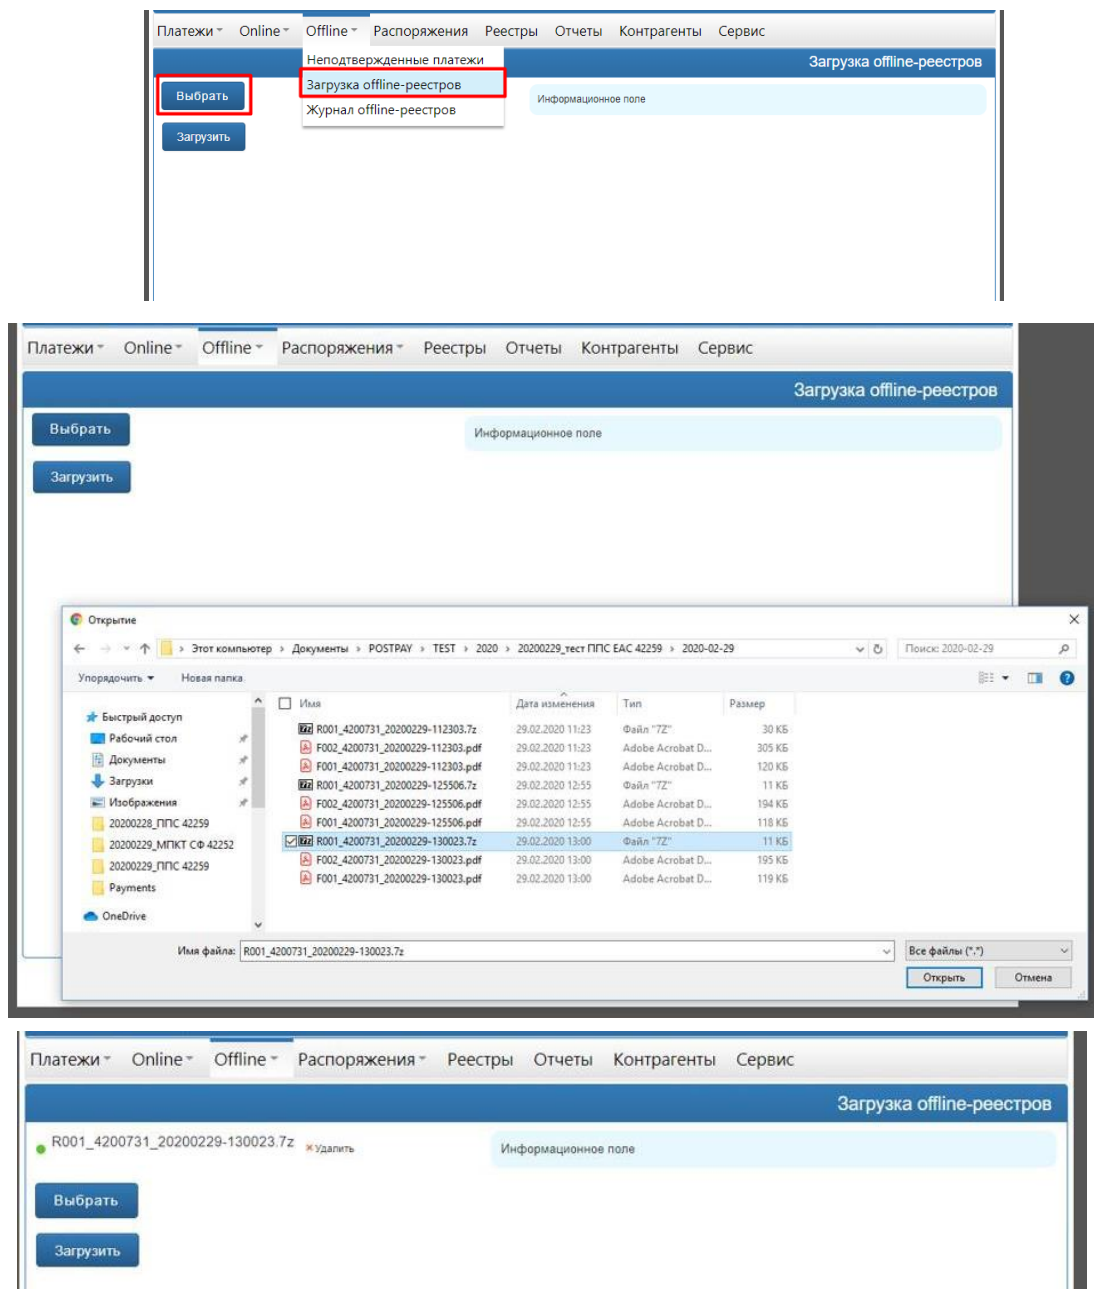 Платежи Online Offline Распоряжения Реестры Отчеты Контрагенты Сервис
Неподтвержденные платежи
Загрузка offline-реестров
Загрузка offline-реестров
Выбрать
Информационное поле
Журнал offline-реестров
Загрузить
Платежи Online Offline Распоряжения Реестры Отчеты Контрагенты Сервис
Загрузка offline-реестров
Выбрать
Информационное поле
Загрузить
Открытие
Этот компьютер › Документы › POSTPAY › TEST › 2020 › 20200229_тест ППС ЕАС 42259 › 2020-02-29
Поиск: 2020-02-29
Упорядочить Новая папка
Имя Дата изменения Тип Размер
Быстрый доступ
Рабочий стол
Документы
Загрузки
Изображения
20200228_ППС 42259
20200229_МПКТ СФ 42252
20200229_ППС 42259
Payments
OneDrive
R001_4200731_20200229-112303.7z 29.02.2020 11:23 Файл "7Z" 30 КБ
F002_4200731_20200229-112303.pdf 29.02.2020 11:23 Adobe Acrobat D... 305 КБ
F001_4200731_20200229-112303.pdf 29.02.2020 11:23 Adobe Acrobat D... 120 КБ
R001_4200731_20200229-125506.7z 29.02.2020 12:55 Файл "7Z" 11 КБ
F002_4200731_20200229-125506.pdf 29.02.2020 12:55 Adobe Acrobat D... 194 КБ
F001_4200731_20200229-125506.pdf 29.02.2020 12:55 Adobe Acrobat D... 118 КБ
R001_4200731_20200229-130023.7z 29.02.2020 13:00 Файл "7Z" 11 КБ
F002_4200731_20200229-130023.pdf 29.02.2020 13:00 Adobe Acrobat D... 195 КБ
F001_4200731_20200229-130023.pdf 29.02.2020 13:00 Adobe Acrobat D... 119 КБ
Имя файла: R001_4200731_20200229-130023.7z Все файлы (*.*)
Открыть Отмена
Платежи Online Offline Распоряжения Реестры Отчеты Контрагенты Сервис
Загрузка offline-реестров
R001_4200731_20200229-130023.7z Удалить
Информационное поле
Выбрать
Загрузить